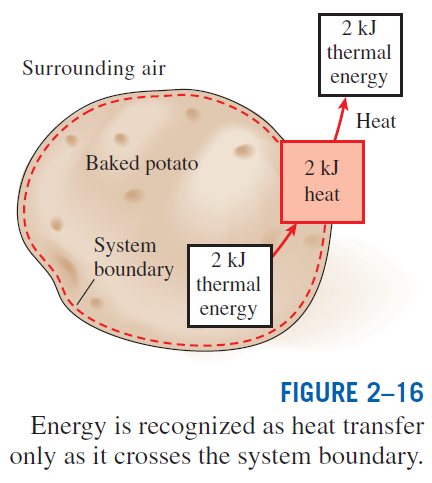 2 kJ
thermal
energy
Surrounding air
Heat
Baked potato
2 kJ
heat
System
boundary
2 kJ
thermal
energy
FIGURE 2–16
Energy is recognized as heat transfer
only as it crosses the system boundary.